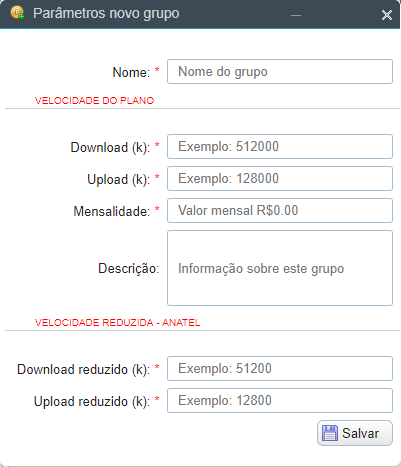 Parâmetros novo grupo
Nome: * Nome do grupo
VELOCIDADE DO PLANO
Download (k): * Exemplo: 512000
Upload (k): * Exemplo: 128000
Mensalidade: * Valor mensal R$0.00
Descrição: Informação sobre este grupo
VELOCIDADE REDUZIDA - ANATEL
Download reduzido (k): * Exemplo: 51200
Upload reduzido (k): * Exemplo: 12800
Salvar